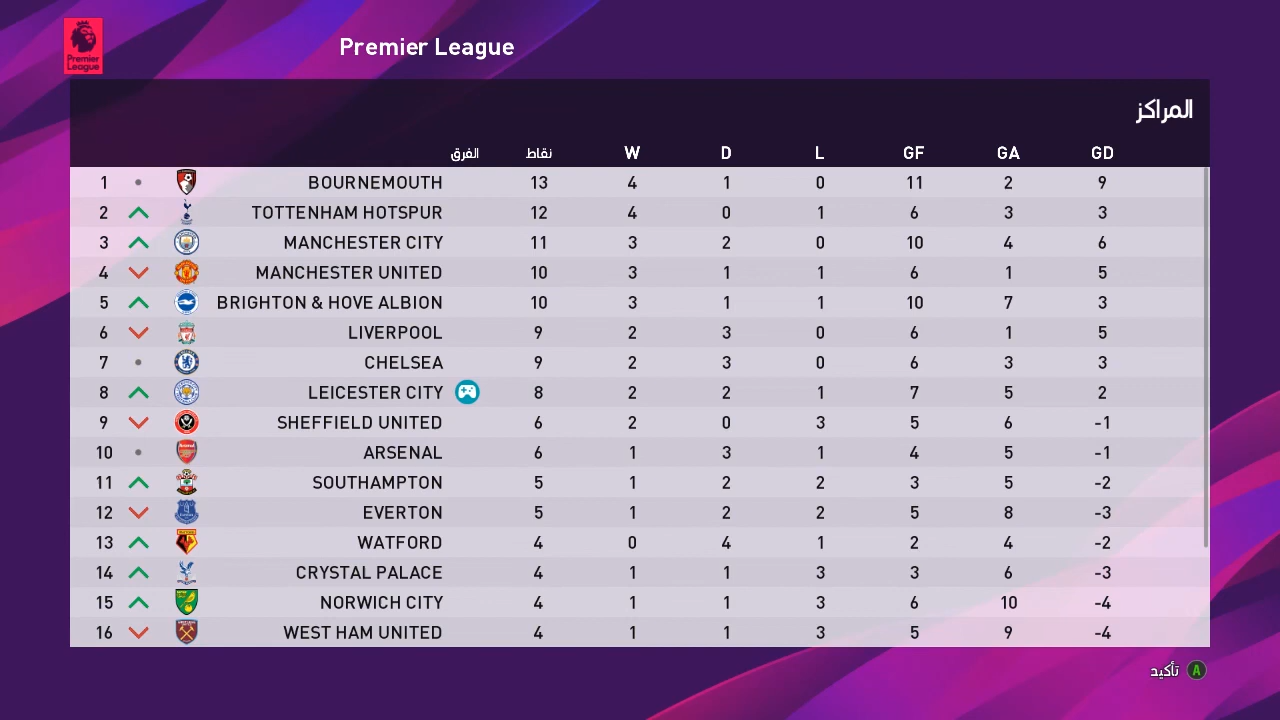 Premier League
Premier League
المراكز
الفرق نقاط W D L GF GA GD
1 BOURNEMOUTH 13 4 1 0 11 2 9
2 TOTTENHAM HOTSPUR 12 4 0 1 6 3 3
3 MANCHESTER CITY 11 3 2 0 10 4 6
4 MANCHESTER UNITED 10 3 1 1 6 1 5
5 BRIGHTON & HOVE ALBION 10 3 1 1 10 7 3
6 LIVERPOOL 9 2 3 0 6 1 5
7 CHELSEA 9 2 3 0 6 3 3
8 LEICESTER CITY 8 2 2 1 7 5 2
9 SHEFFIELD UNITED 6 2 0 3 5 6 -1
10 ARSENAL 6 1 3 1 4 5 -1
11 SOUTHAMPTON 5 1 2 2 3 5 -2
12 EVERTON 5 1 2 2 5 8 -3
13 WATFORD 4 0 4 1 2 4 -2
14 CRYSTAL PALACE 4 1 1 3 3 6 -3
15 NORWICH CITY 4 1 1 3 6 10 -4
16 WEST HAM UNITED 4 1 1 3 5 9 -4
تأكيد A